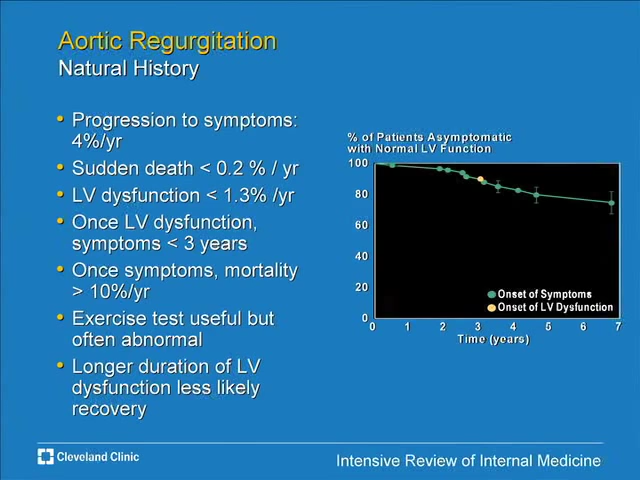 Aortic Regurgitation
Natural History
• Progression to symptoms:
4%/yr
• Sudden death < 0.2 % / yr
• LV dysfunction < 1.3% /yr
• Once LV dysfunction,
symptoms < 3 years
• Once symptoms, mortality
> 10%/yr
• Exercise test useful but
often abnormal
• Longer duration of LV
dysfunction less likely
recovery
% of Patients Asymptomatic
with Normal LV Function
100
80
60
40
20
0
Onset of Symptoms
Onset of LV Dysfunction
0 1 2 3 4 5 6 7
Time (years)
Cleveland Clinic
Intensive Review of Internal Medicine